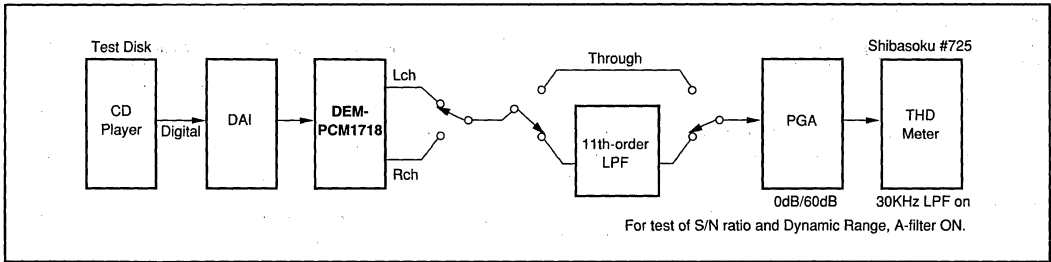 Test Disk
Shibasoku #725
Through
Lch
CD
Player
Digital
DAI
DEM-
PCM1718
Rch
11th-order
LPF
PGA
THD
Meter
0dB/60dB
30KHz LPF on
For test of S/N ratio and Dynamic Range, A-filter ON.